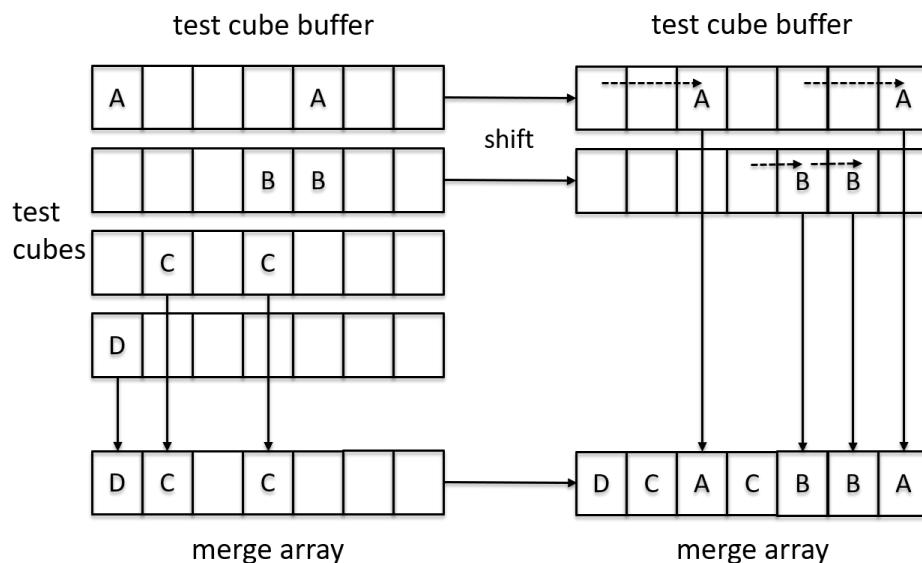 test cube buffer
test cube buffer
A A
A A
shift
B B
B B
test
cubes
C C
D
D C C
D C A C B B A
merge array
merge array